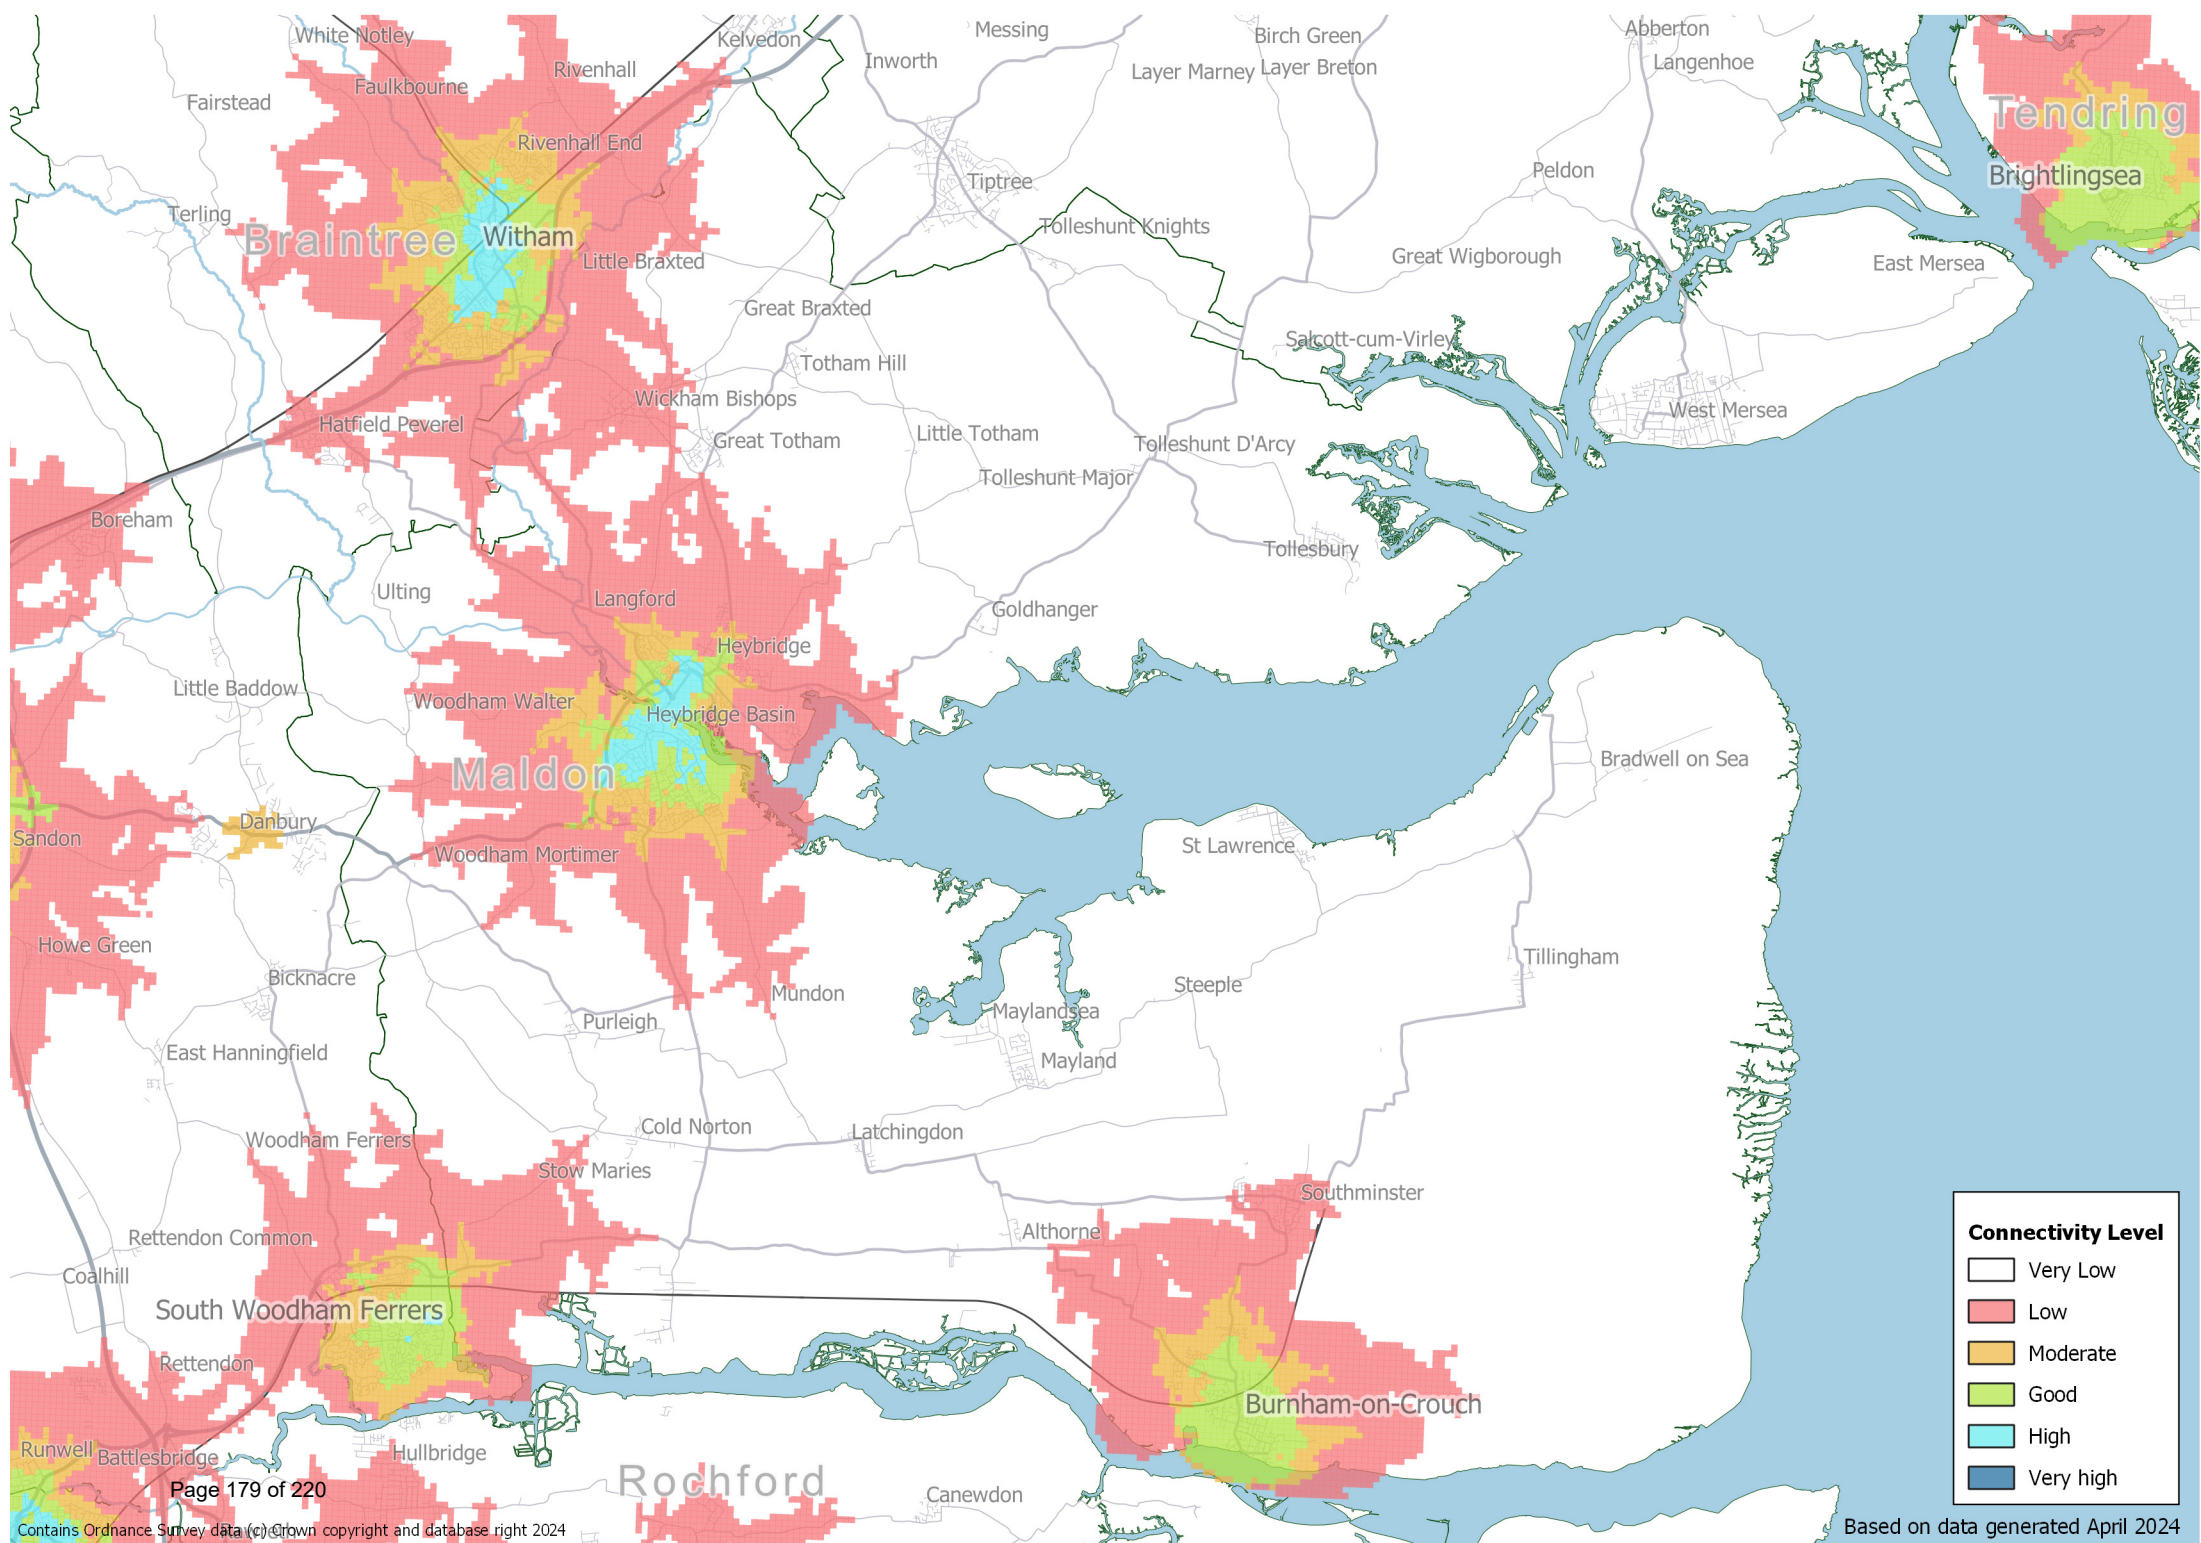 White Notley
Kelvedon
Messing
Birch Green
Abberton
Inworth
Rivenhall
Layer Marney
Layer Breton
Langenhoe
Faulkbourne
Fairstead
Tendring
Rivenhall End
Peldon
Brightlingsea
Tiptree
Terling
Tolleshunt Knights
Braintree
Witham
Little Braxted
Great Wigborough
East Mersea
Great Braxted
Salcott-cum-Virley
Totham Hill
Wickham Bishops
West Mersea
Hatfield Peverel
Great Totham
Little Totham
Tolleshunt D'Arcy
Tolleshunt Major
Boreham
Tollesbury
Ulting
Langford
Goldhanger
Heybridge
Little Baddow
Woodham Walter
Heybridge Basin
Bradwell on Sea
Maldon
Danbury
Sandon
St Lawrence
Woodham Mortimer
Howe Green
Tillingham
Bicknacre
Steeple
Mundon
Maylandsea
Purleigh
East Hanningfield
Mayland
Cold Norton
Latchingdon
Woodham Ferrers
Stow Maries
Southminster
Althorne
Rettendon Common
Coalhill
South Woodham Ferrers
Rettendon
Burnham-on-Crouch
Runwell
Battlesbridge
Hullbridge
Rochford
Canewdon
Connectivity Level
Very Low
Low
Moderate
Good
High
Very high
Page 179 of 220
Contains Ordnance Survey data (c) Crown copyright and database right 2024
Based on data generated April 2024